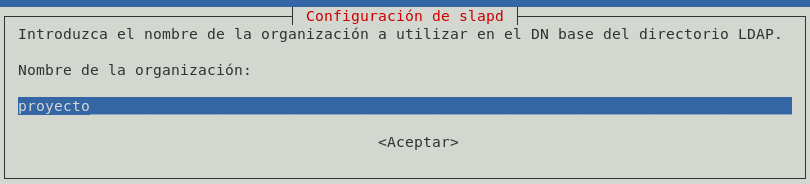 Configuración de slapd
Introduzca el nombre de la organización a utilizar en el DN base del directorio LDAP.
Nombre de la organización:
proyecto
<Aceptar>